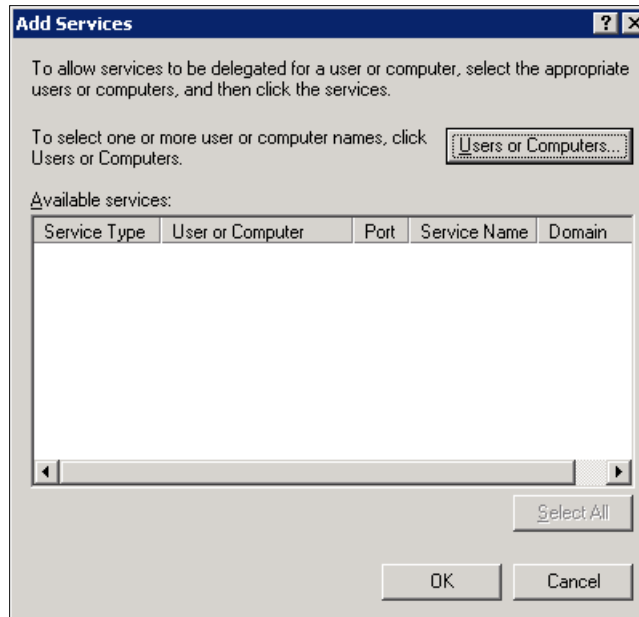 Add Services
To allow services to be delegated for a user or computer, select the appropriate
users or computers, and then click the services.
To select one or more user or computer names, click
Users or Computers.
Users or Computers...
Available services:
Service Type User or Computer Port Service Name Domain
Select All
OK Cancel